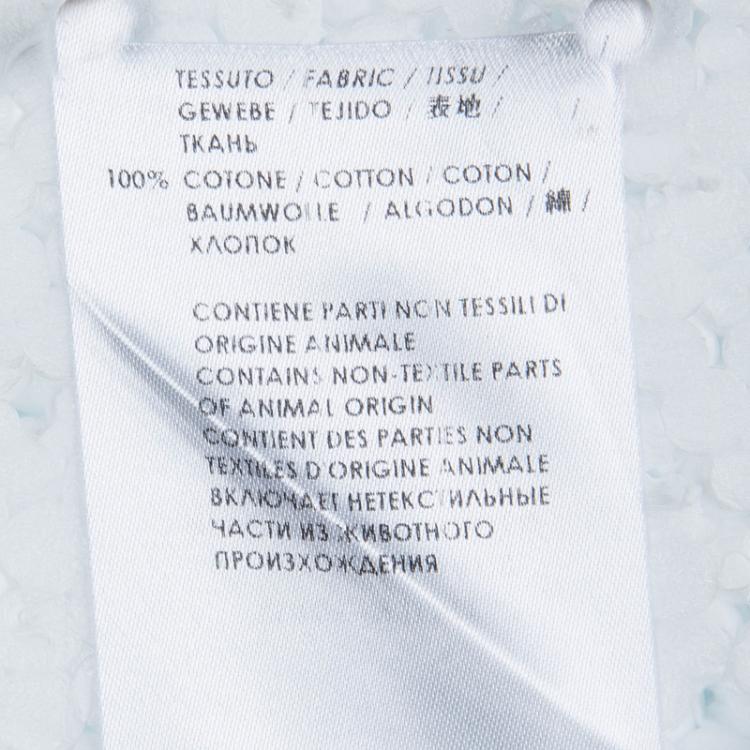 TESSUTO / FABRIC / TISSU /
GEWEBE / TEJIDO / 表地 /
ТКАНЬ
100% COTONE / COTTON / COTON /
BAUMWOLLE / ALGODON / 綿 /
ХЛОПОК
CONTIENE PARTI NON TESSILI DI
ORIGINE ANIMALE
CONTAINS NON-TEXTILE PARTS
OF ANIMAL ORIGIN
CONTIENT DES PARTIES NON
TEXTILES D'ORIGINE ANIMALE
ВКЛЮЧАЕТ НЕТЕКСТИЛЬНЫЕ
ЧАСТИ ИЗ ЖИВОТНОГО
ПРОИЗХОЖДЕНИЯ